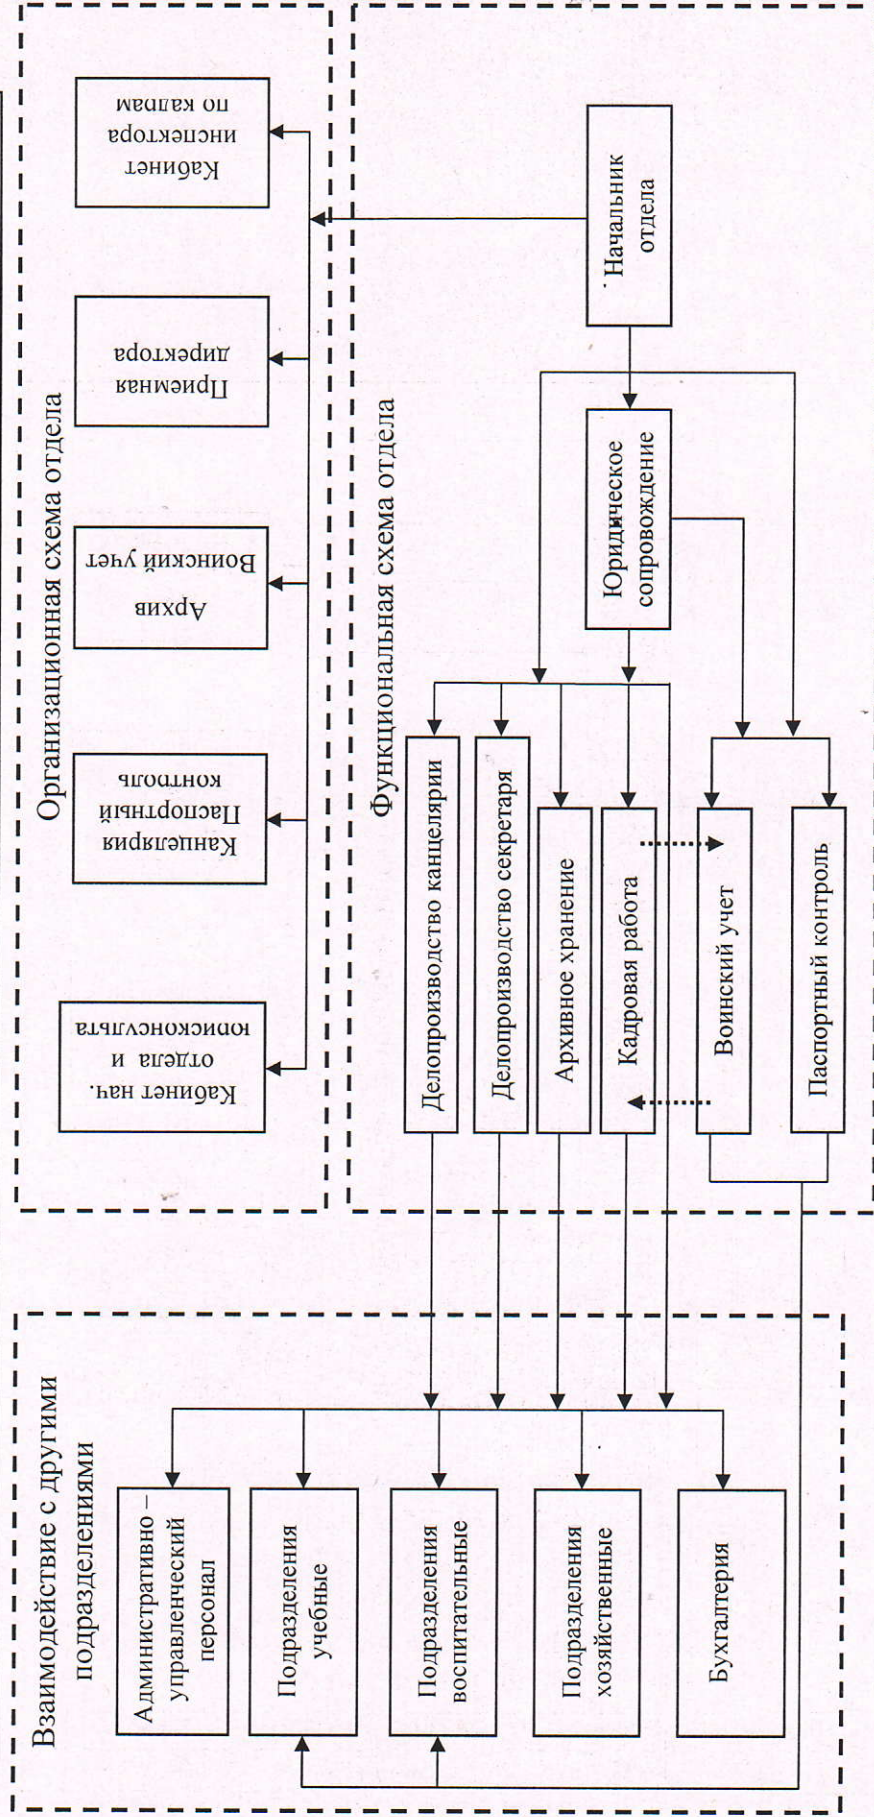 Организационная схема отдела
Кабинет нач.
отдела и
юрисконсульта
Канцелярия
Паспортный
контроль
Архив
Воинский учет
Приемная
директора
Кабинет
инспектора
по кадрам
Взаимодействие с другими
подразделениями
Административно –
управленческий
персонал
Подразделения
учебные
Подразделения
воспитательные
Подразделения
хозяйственные
Бухгалтерия
Функциональная схема отдела
Делопроизводство канцелярии
Делопроизводство секретаря
Архивное хранение
Кадровая работа
Воинский учет
Паспортный контроль
Юридическое
сопровождение
Начальник
отдела